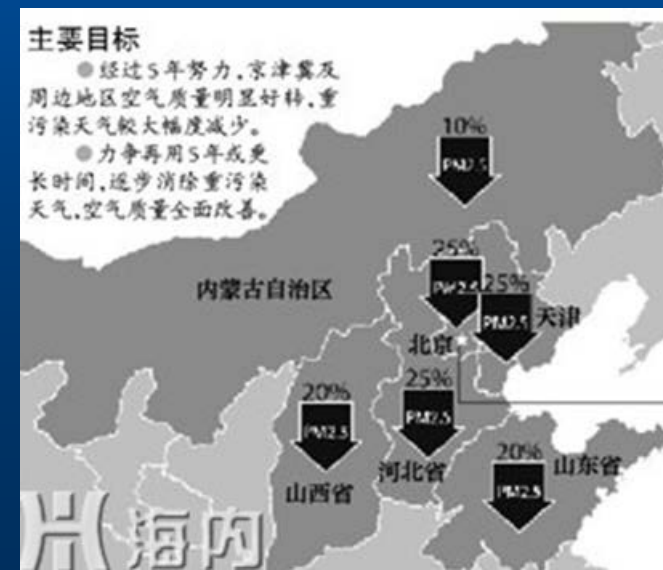 主要目标
●经过5年努力,京津冀及
周边地区空气质量明显好转,重
污染天气较大幅度减少。
●力争再用5年或更
长时间,逐步消除重污染
天气,空气质量全面改善。
10%
PM2.5
内蒙古自治区
25%
PM2.5
25%
PM2.5
天津
北京
20%
PM2.5
山西省
25%
PM2.5
河北省
20%
PM2.5
山东省
海内